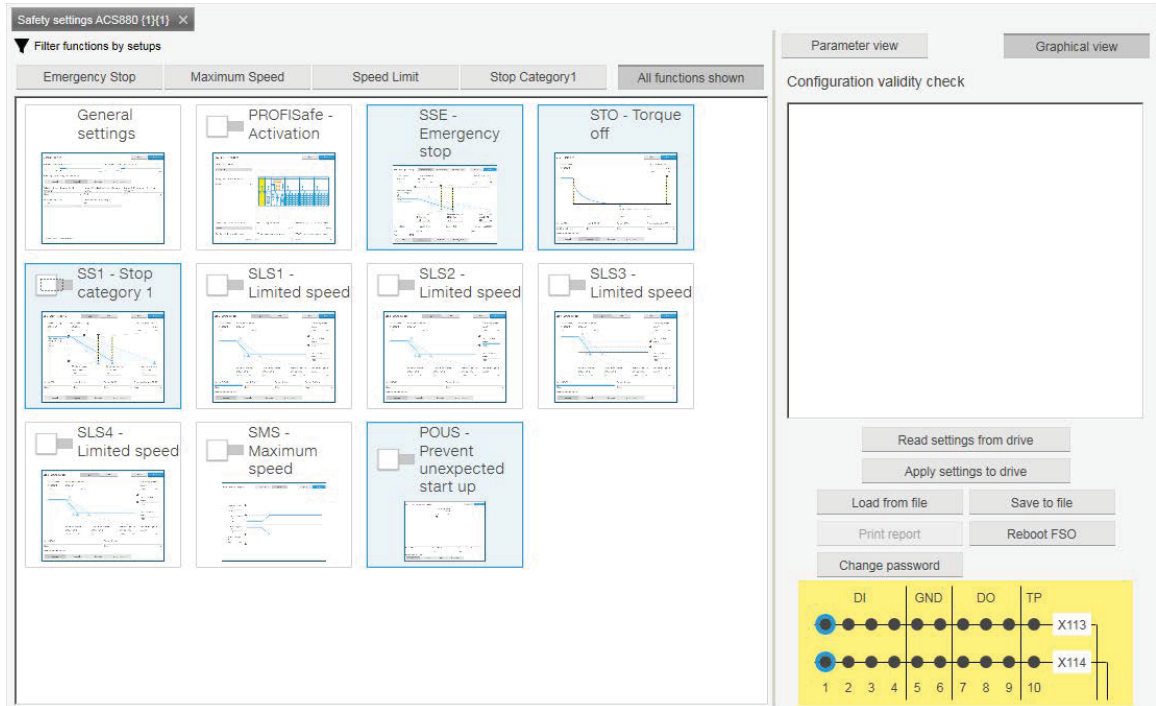 Safety settings ACS880 {1}{1} ×
Filter functions by setups
Emergency Stop
Maximum Speed
Speed Limit
Stop Category1
All functions shown
General
settings
PROFISafe -
Activation
SSE -
Emergency
stop
STO - Torque
off
SS1 - Stop
category 1
SLS1 -
Limited speed
SLS2 -
Limited speed
SLS3 -
Limited speed
SLS4 -
Limited speed
SMS -
Maximum
speed
POUS -
Prevent
unexpected
start up
Parameter view
Graphical view
Configuration validity check
Read settings from drive
Apply settings to drive
Load from file
Save to file
Print report
Reboot FSO
Change password
DI GND DO TP
X113
X114
1 2 3 4 5 6 7 8 9 10